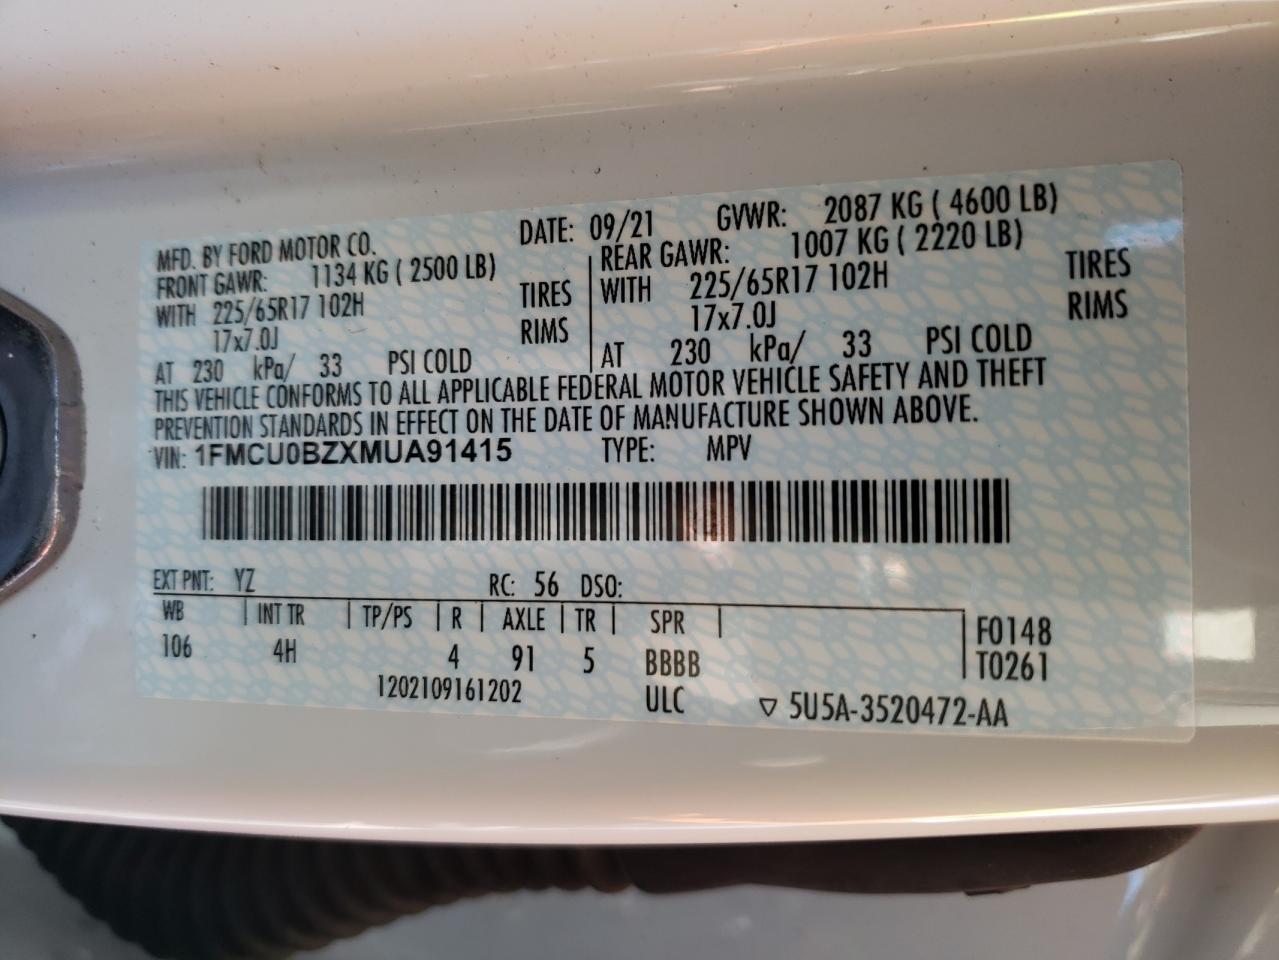 MFD. BY FORD MOTOR CO. DATE: 09/21 GVWR: 2087 KG ( 4600 LB)
FRONT GAWR: 1134 KG ( 2500 LB) REAR GAWR: 1007 KG ( 2220 LB)
WITH 225/65R17 102H TIRES WITH 225/65R17 102H TIRES
17x7.0J RIMS 17x7.0J RIMS
AT 230 kPa/ 33 PSI COLD AT 230 kPa/ 33 PSI COLD
THIS VEHICLE CONFORMS TO ALL APPLICABLE FEDERAL MOTOR VEHICLE SAFETY AND THEFT
PREVENTION STANDARDS IN EFFECT ON THE DATE OF MANUFACTURE SHOWN ABOVE.
VIN: 1FMCU0BZXMUA91415 TYPE: MPV
EXT PNT: YZ RC: 56 DSO:
WB | INT TR | TP/PS | R | AXLE | TR | SPR | F0148
106 4H 4 91 5 BBBB T0261
1202109161202 ULC ▽ 5U5A-3520472-AA